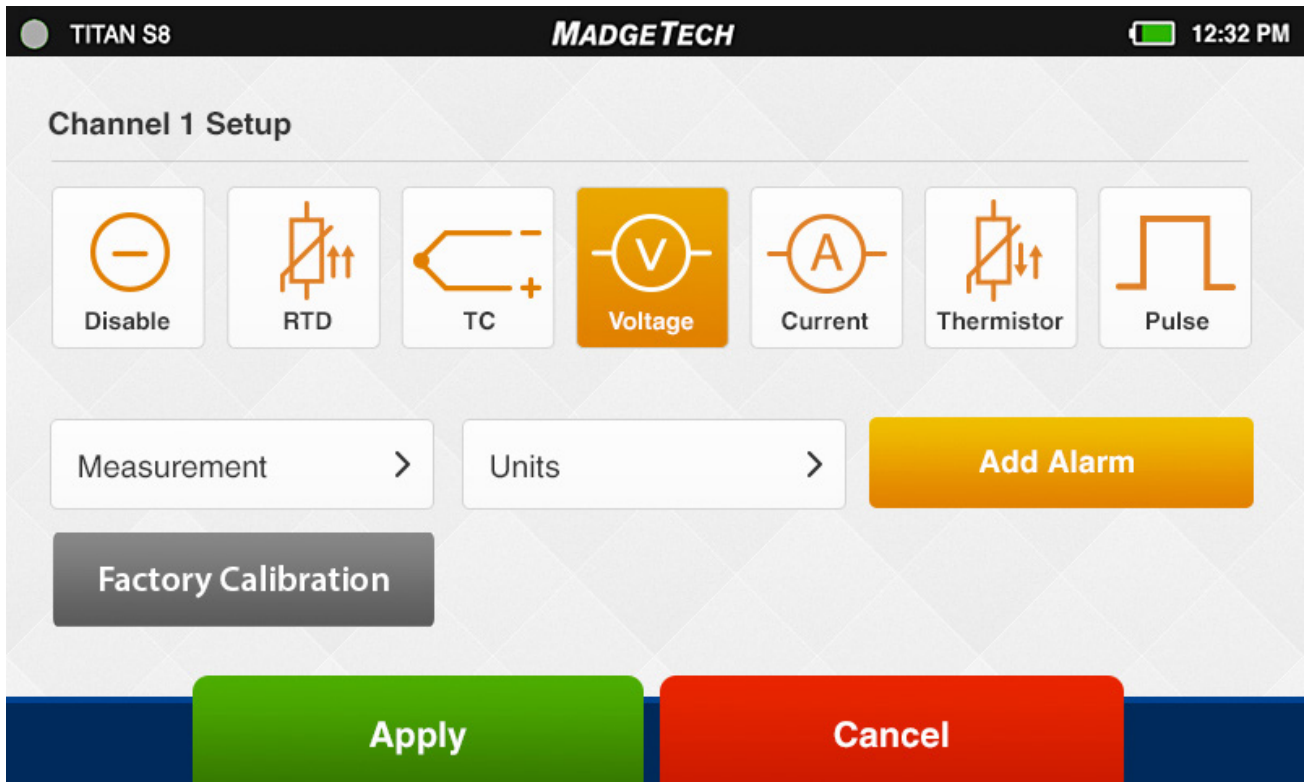 TITAN S8 MADGETECH 12:32 PM
Channel 1 Setup
Disable RTD TC Voltage Current Thermistor Pulse
Measurement Units Add Alarm
Factory Calibration
Apply Cancel